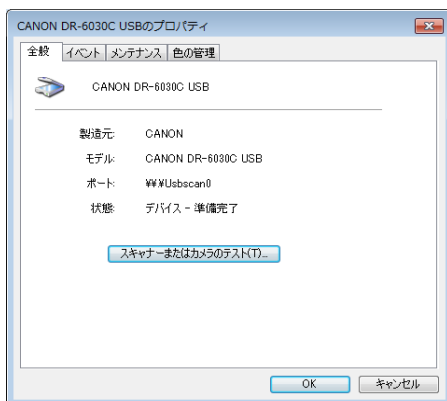 CANON DR-6030C USBのプロパティ
全般 イベント メンテナンス 色の管理
CANON DR-6030C USB
製造元: CANON
モデル: CANON DR-6030C USB
ポート: ¥¥.¥Usbscan0
状態: デバイス - 準備完了
スキャナーまたはカメラのテスト(T)...
OK キャンセル